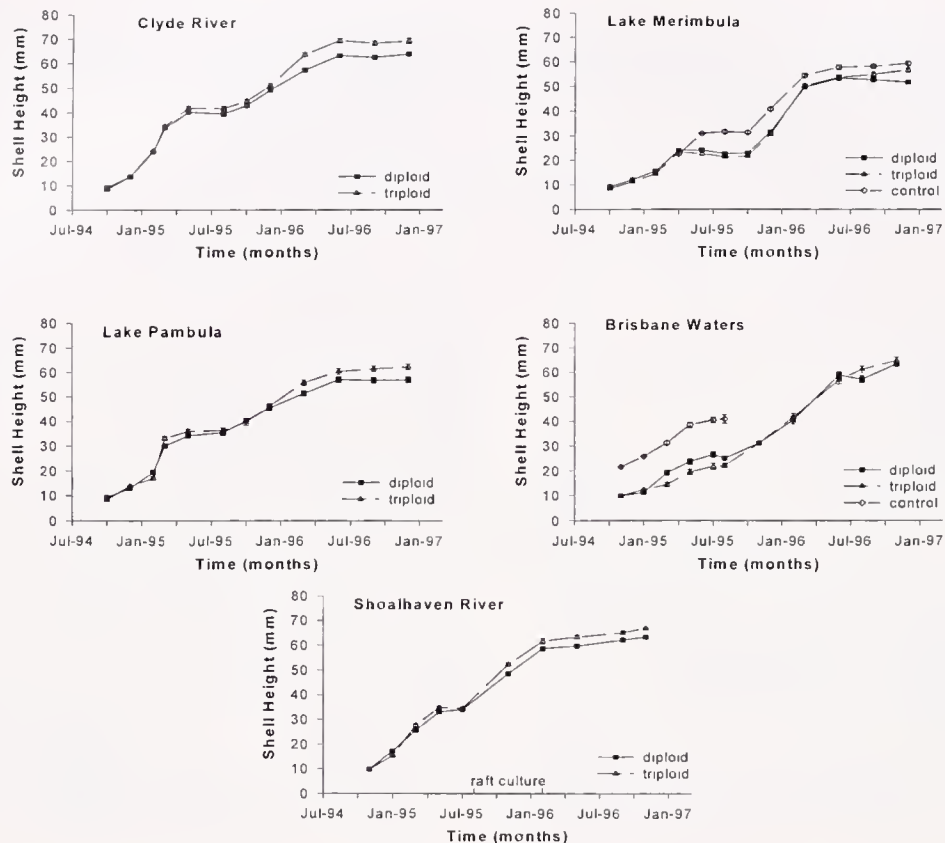 Clyde River
Shell Height (mm)
80
70
60
50
40
30
20
10
0
Jul-94 Jan-95 Jul-95 Jan-96 Jul-96 Jan-97
Time (months)
diploid
triploid
Lake Merimbula
Shell Height (mm)
80
70
60
50
40
30
20
10
0
Jul-94 Jan-95 Jul-95 Jan-96 Jul-96 Jan-97
Time (months)
diploid
triploid
control
Lake Pambula
Shell Height (mm)
80
70
60
50
40
30
20
10
0
Jul-94 Jan-95 Jul-95 Jan-96 Jul-96 Jan-97
Time (months)
diploid
triploid
Brisbane Waters
Shell Height (mm)
80
70
60
50
40
30
20
10
0
Jul-94 Jan-95 Jul-95 Jan-96 Jul-96 Jan-97
Time (months)
diploid
triploid
control
Shoalhaven River
Shell Height (mm)
80
70
60
50
40
30
20
10
0
Jul-94 Jan-95 Jul-95 Jan-96 Jul-96 Jan-97
Time (months)
raft culture
diploid
triploid